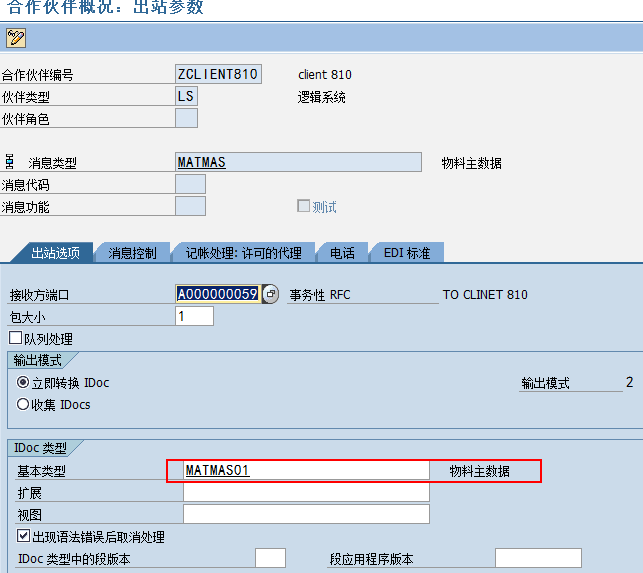 合作伙伴概况：出站参数
合作伙伴编号 ZCLIENT810 client 810
伙伴类型 LS 逻辑系统
伙伴角色
消息类型 MATMAS 物料主数据
消息代码
消息功能 测试
出站选项 消息控制 记帐处理: 许可的代理 电话 EDI 标准
接收方端口 A000000059 事务性 RFC TO CLINET 810
包大小 1
队列处理
输出模式
立即转换 IDoc 输出模式 2
收集 IDocs
IDoc 类型
基本类型 MATMAS01 物料主数据
扩展
视图
出现语法错误后取消处理
IDoc 类型中的段版本 段应用程序版本